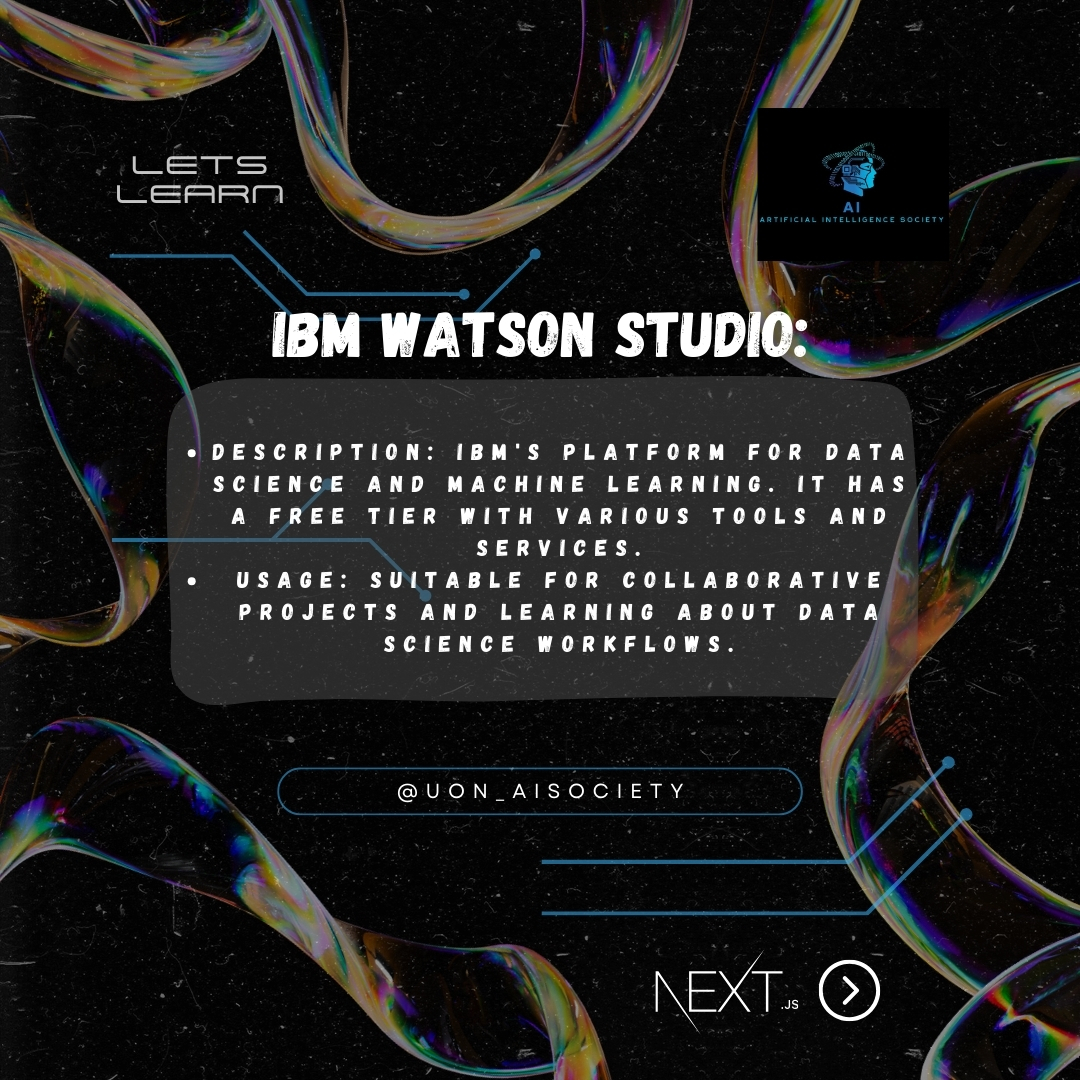 LETS
LEARN
AI
ARTIFICIAL INTELLIGENCE SOCIETY
IBM WATSON STUDIO:
• DESCRIPTION: IBM'S PLATFORM FOR DATA
SCIENCE AND MACHINE LEARNING. IT HAS
A FREE TIER WITH VARIOUS TOOLS AND
SERVICES.
• USAGE: SUITABLE FOR COLLABORATIVE
PROJECTS AND LEARNING ABOUT DATA
SCIENCE WORKFLOWS.
@UON_AISOCIETY
NEXT.JS